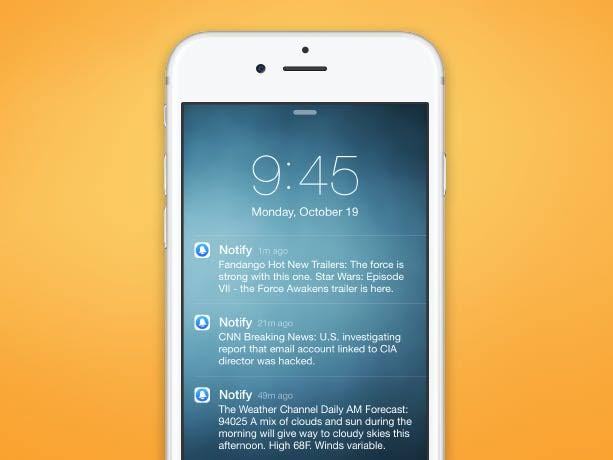 9:45
Monday, October 19
Notify 1m ago
Fandango Hot New Trailers: The force is
strong with this one. Star Wars: Episode
VII - the Force Awakens trailer is here.
Notify 21m ago
CNN Breaking News: U.S. investigating
report that email account linked to CIA
director was hacked.
Notify 49m ago
The Weather Channel Daily AM Forecast:
94025 A mix of clouds and sun during the
morning will give way to cloudy skies this
afternoon. High 68F. Winds variable.